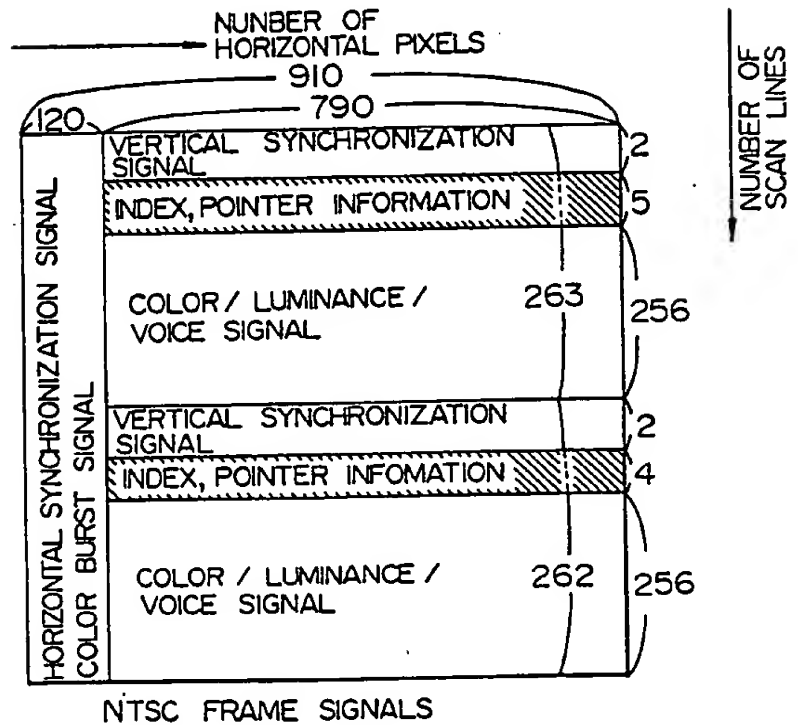 NUNBER OF
HORIZONTAL PIXELS
910
120
790
NUMBER OF
SCAN LINES
HORIZONTAL SYNCHRONIZATION SIGNAL
COLOR BURST SIGNAL
VERTICAL SYNCHRONIZATION
SIGNAL
2
INDEX, POINTER INFORMATION
5
COLOR / LUMINANCE /
VOICE SIGNAL
263
256
VERTICAL SYNCHRONIZATION
SIGNAL
2
INDEX, POINTER INFOMATION
4
COLOR / LUMINANCE /
VOICE SIGNAL
262
256
NTSC FRAME SIGNALS